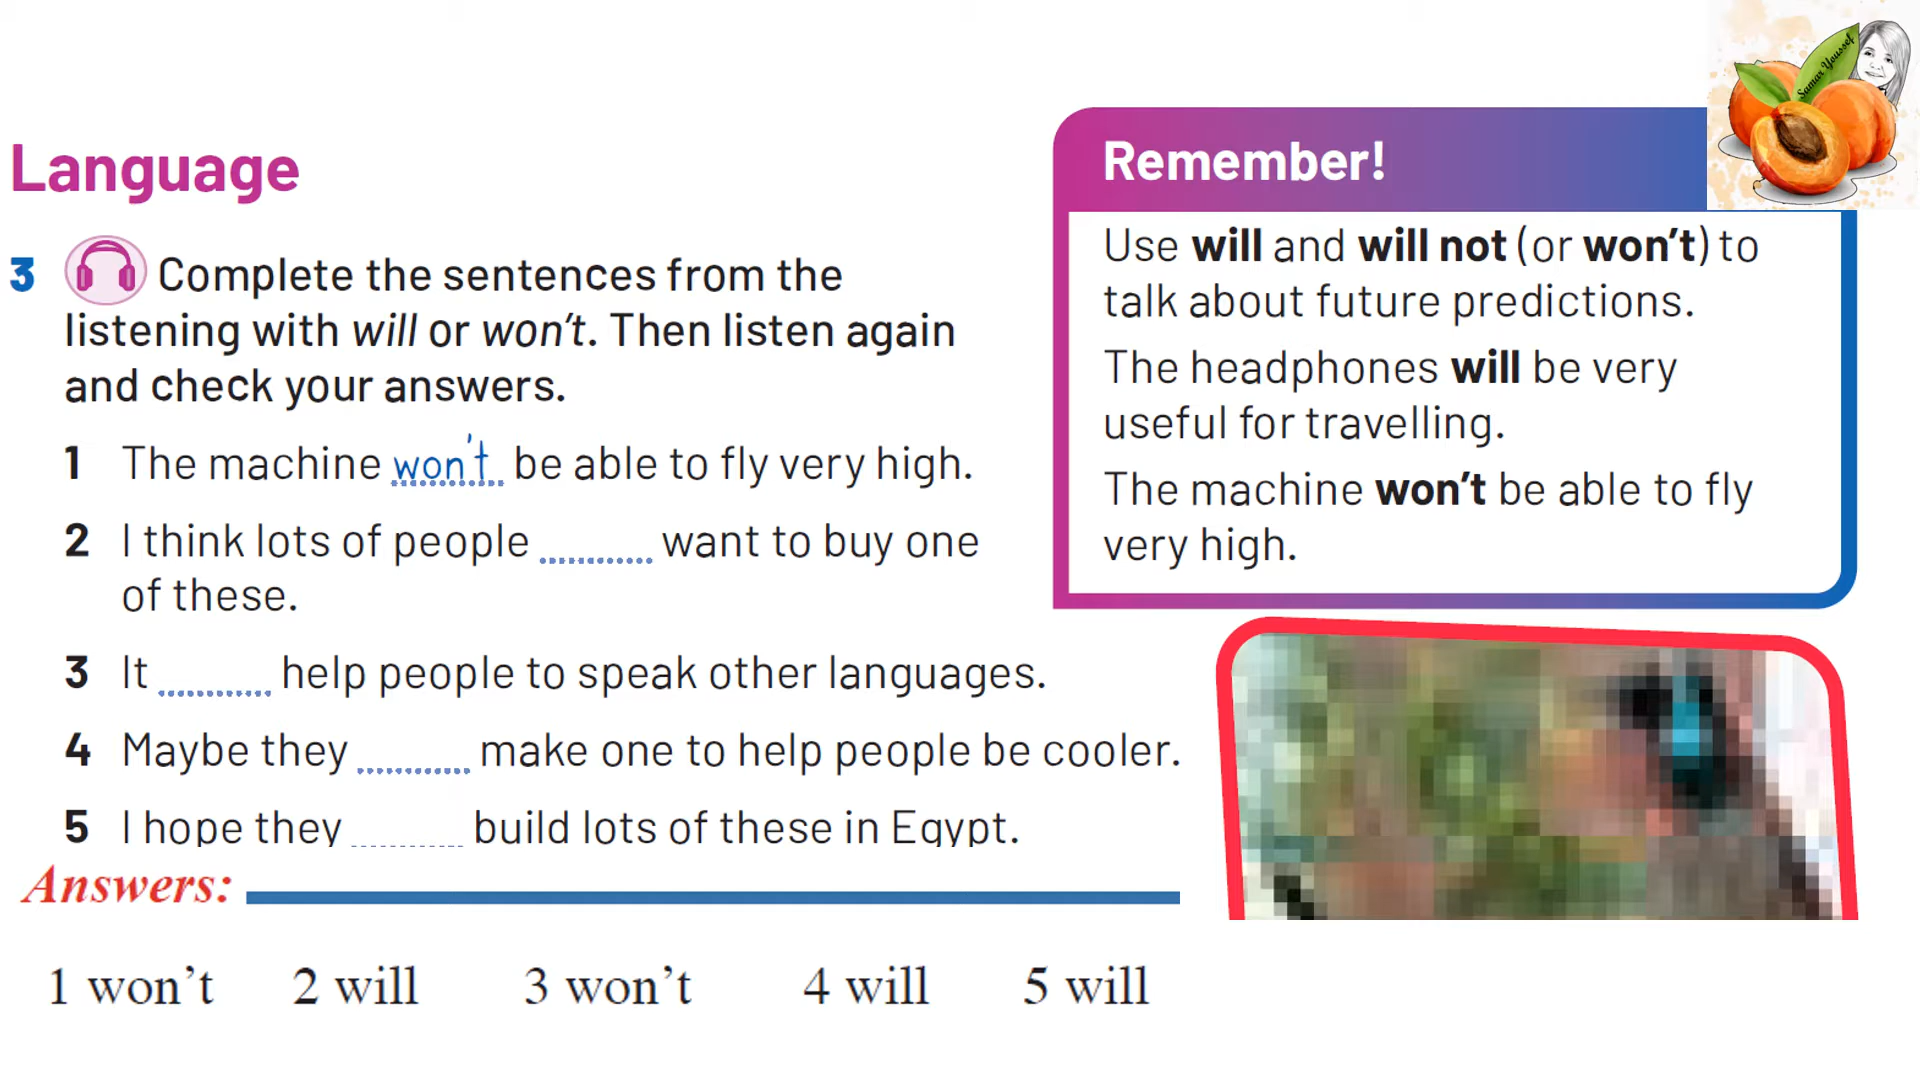 Samar Youssef
Language
Remember!
Use will and will not (or won't) to
talk about future predictions.
The headphones will be very
useful for travelling.
The machine won't be able to fly
very high.
3 Complete the sentences from the
listening with will or won't. Then listen again
and check your answers.
1 The machine won't be able to fly very high.
2 I think lots of people ........ want to buy one
of these.
3 It ........ help people to speak other languages.
4 Maybe they ........ make one to help people be cooler.
5 I hope they ........ build lots of these in Egypt.
Answers:
1 won't 2 will 3 won't 4 will 5 will